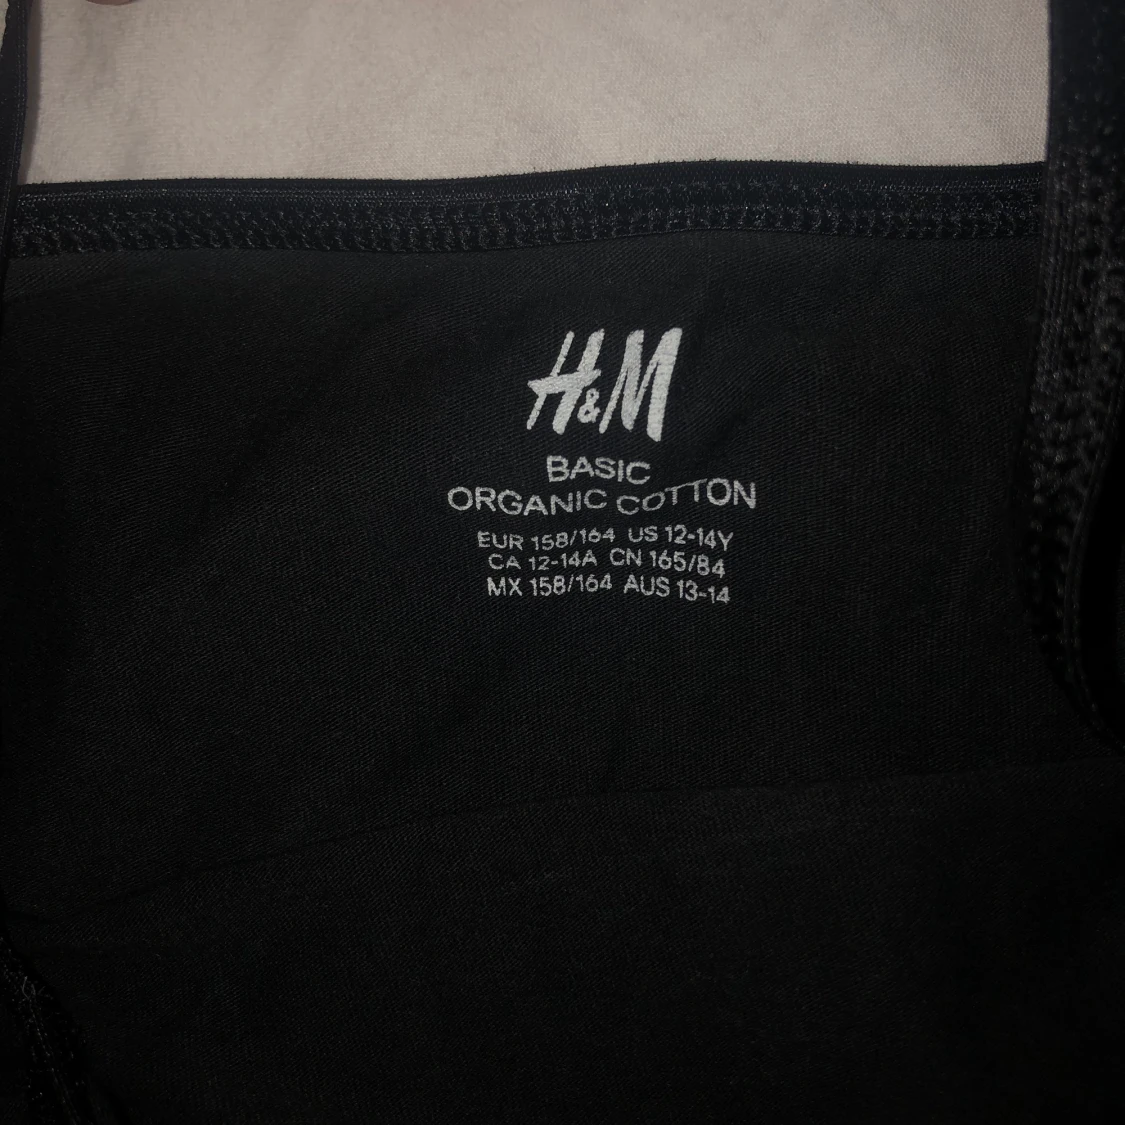 H&M
BASIC
ORGANIC COTTON
EUR 158/164 US 12-14Y
CA 12-14A CN 165/84
MX 158/164 AUS 13-14